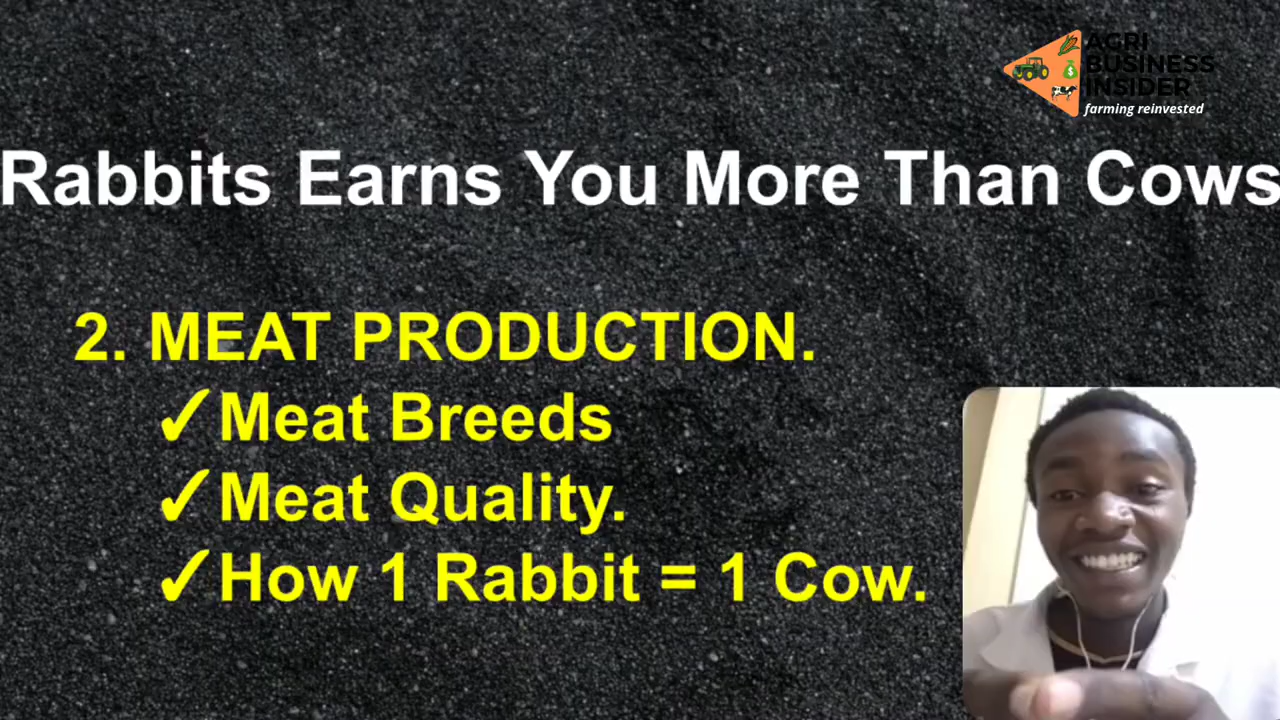 AGRI
BUSINESS
INSIDER
farming reinvested
Rabbits Earns You More Than Cows
2. MEAT PRODUCTION.
✓Meat Breeds
✓Meat Quality.
✓How 1 Rabbit = 1 Cow.